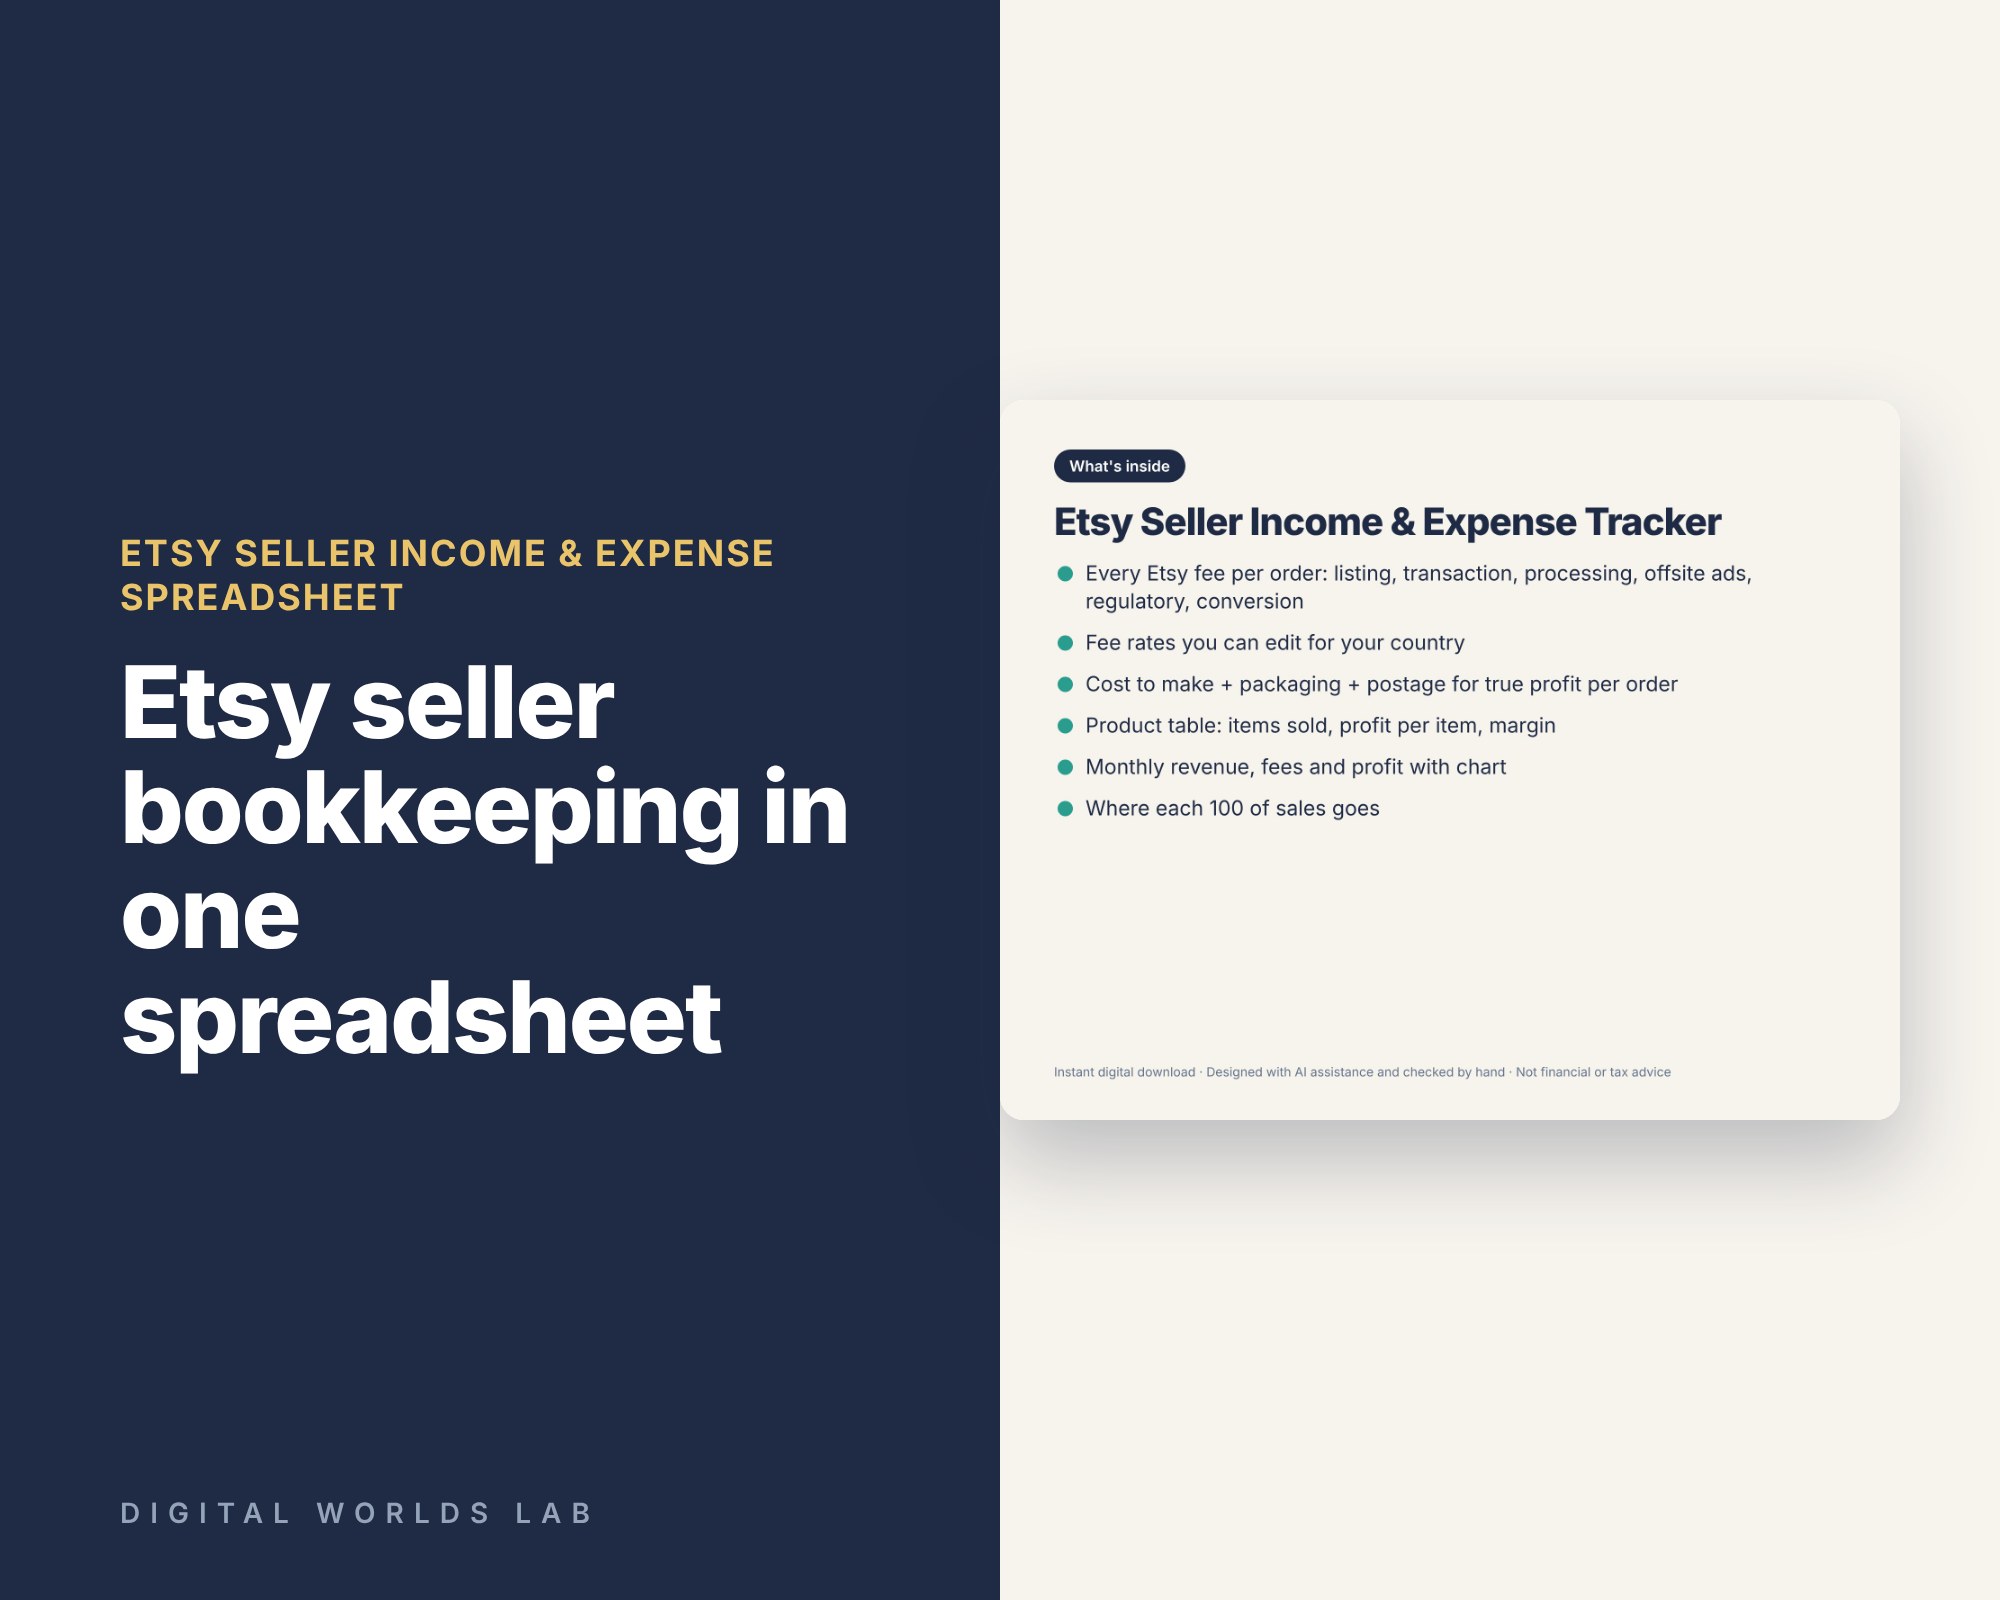 ETSY SELLER INCOME & EXPENSE
SPREADSHEET
Etsy seller
bookkeeping in
one
spreadsheet
DIGITAL WORLDS LAB
What's inside
Etsy Seller Income & Expense Tracker
Every Etsy fee per order: listing, transaction, processing, offsite ads,
regulatory, conversion
Fee rates you can edit for your country
Cost to make + packaging + postage for true profit per order
Product table: items sold, profit per item, margin
Monthly revenue, fees and profit with chart
Where each 100 of sales goes
Instant digital download · Designed with AI assistance and checked by hand · Not financial or tax advice